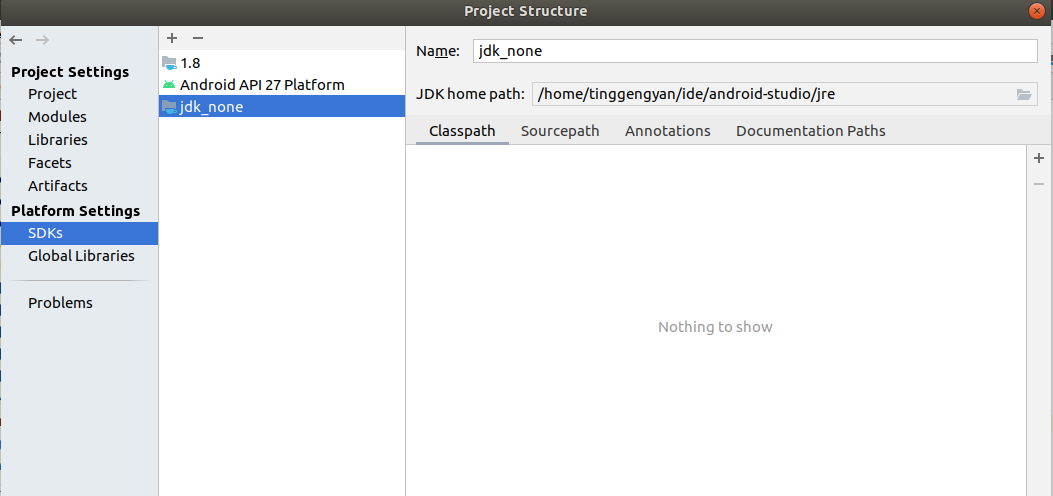 Project Structure
Project Settings
Project
Modules
Libraries
Facets
Artifacts
Platform Settings
SDKs
Global Libraries
Problems
1.8
Android API 27 Platform
jdk_none
Name: jdk_none
JDK home path: /home/tinggengyan/ide/android-studio/jre
Classpath Sourcepath Annotations Documentation Paths
Nothing to show